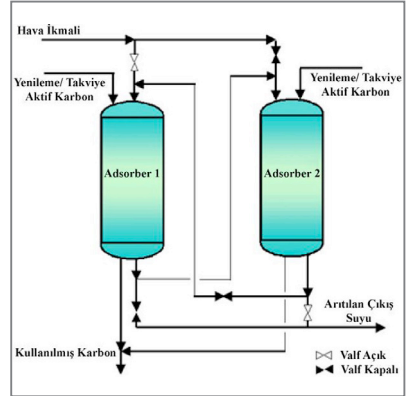 Hava İkmali
Yenileme/ Takviye
Aktif Karbon
Yenileme/ Takviye
Aktif Karbon
Adsorber 1
Adsorber 2
Arıtılan Çıkış
Suyu
Kullanılmış Karbon
Valf Açık
Valf Kapalı